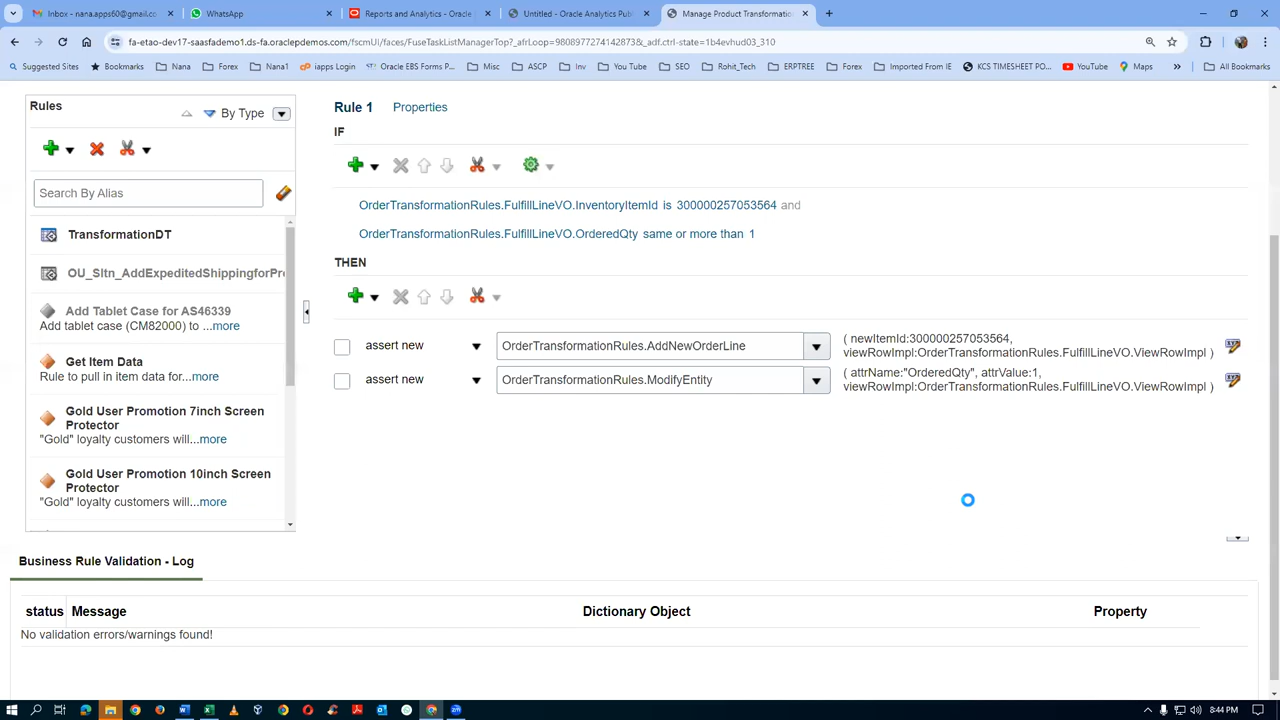 Inbox - nana.apps60@gmail.co
WhatsApp
Reports and Analytics - Oracle
Untitled - Oracle Analytics Pub
Manage Product Transformation
fa-etao-dev17-saasfademo1.ds-fa.oraclepdemos.com/fscmUI/faces/FuseTaskListManagerTop?_afrLoop=9808977274142873&_adf.ctrl-state=1b4evhud03_310
Suggested Sites
Bookmarks
Nana
Forex
Nana1
iapps Login
Oracle EBS Forms P...
Misc
ASCP
Inv
You Tube
SEO
Rohit_Tech
ERPTREE
Forex
Imported From IE
KCS TIMESHEET PO...
YouTube
Maps
»
All Bookmarks
Rules
By Type
Search By Alias
TransformationDT
OU_Sltn_AddExpeditedShippingforPr
Add Tablet Case for AS46339
Add tablet case (CM82000) to ...more
Get Item Data
Rule to pull in item data for...more
Gold User Promotion 7inch Screen
Protector
"Gold" loyalty customers will...more
Gold User Promotion 10inch Screen
Protector
"Gold" loyalty customers will...more
Rule 1
Properties
IF
OrderTransformationRules.FulfillLineVO.InventoryItemId is 300000257053564 and
OrderTransformationRules.FulfillLineVO.OrderedQty same or more than 1
THEN
assert new
OrderTransformationRules.AddNewOrderLine
( newItemId:300000257053564,
viewRowImpl:OrderTransformationRules.FulfillLineVO.ViewRowImpl )
assert new
OrderTransformationRules.ModifyEntity
( attrName:"OrderedQty", attrValue:1,
viewRowImpl:OrderTransformationRules.FulfillLineVO.ViewRowImpl )
Business Rule Validation - Log
status
Message
Dictionary Object
Property
No validation errors/warnings found!
8:44 PM